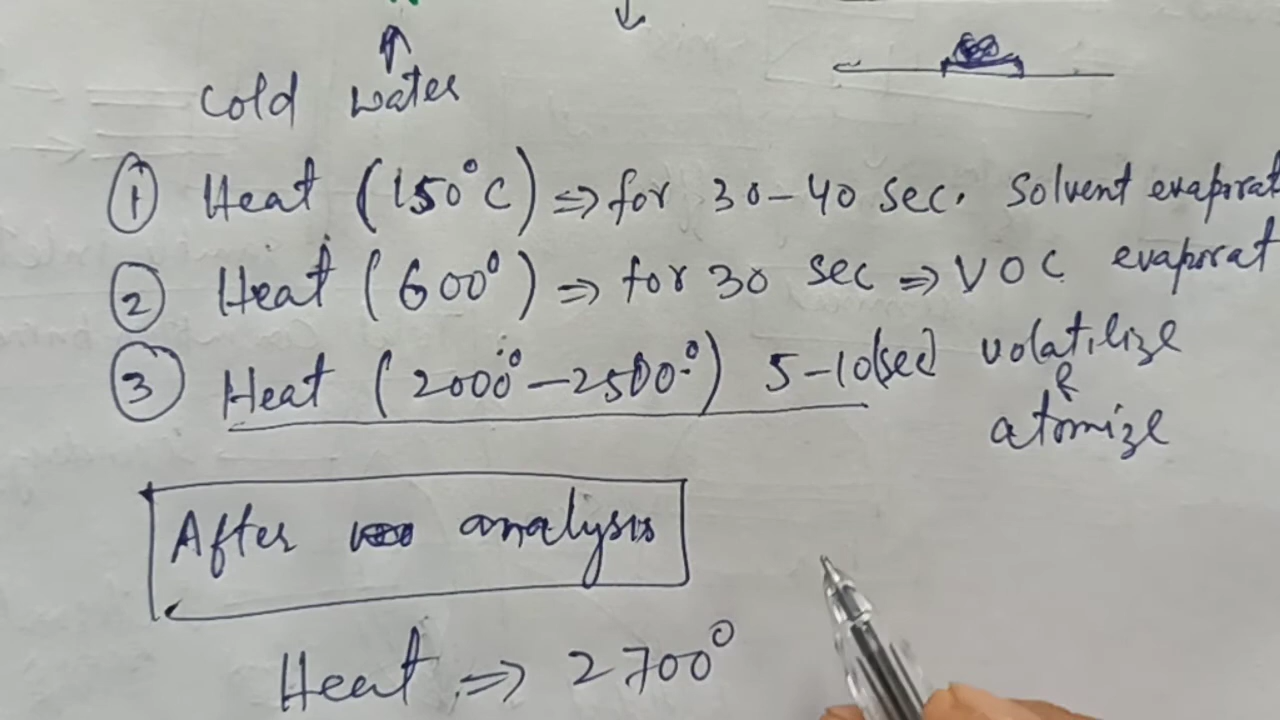 cold water
1 Heat (150°C) ⇒ for 30-40 sec. Solvent evaporat
2 Heat (600°) ⇒ for 30 sec ⇒ VOC evaporat
3 Heat (2000° - 2500°) 5-10(sec) volatilize
&
atomize
After analysis
Heat ⇒ 2700°